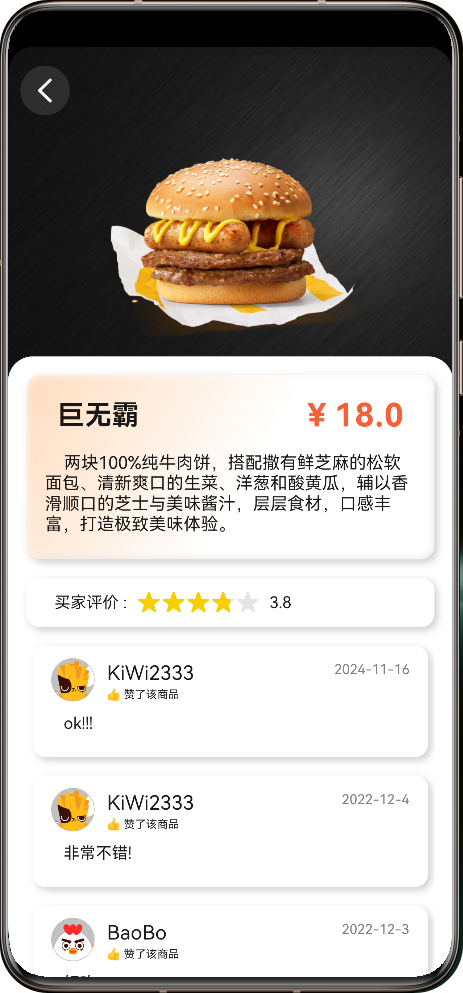 巨无霸
¥ 18.0
两块100%纯牛肉饼，搭配撒有鲜芝麻的松软
面包、清新爽口的生菜、洋葱和酸黄瓜，辅以香
滑顺口的芝士与美味酱汁，层层食材，口感丰
富，打造极致美味体验。
买家评价： 3.8
KiWi2333
2024-11-16
赞了该商品
ok!!!
KiWi2333
2022-12-4
赞了该商品
非常不错!
BaoBo
2022-12-3
赞了该商品